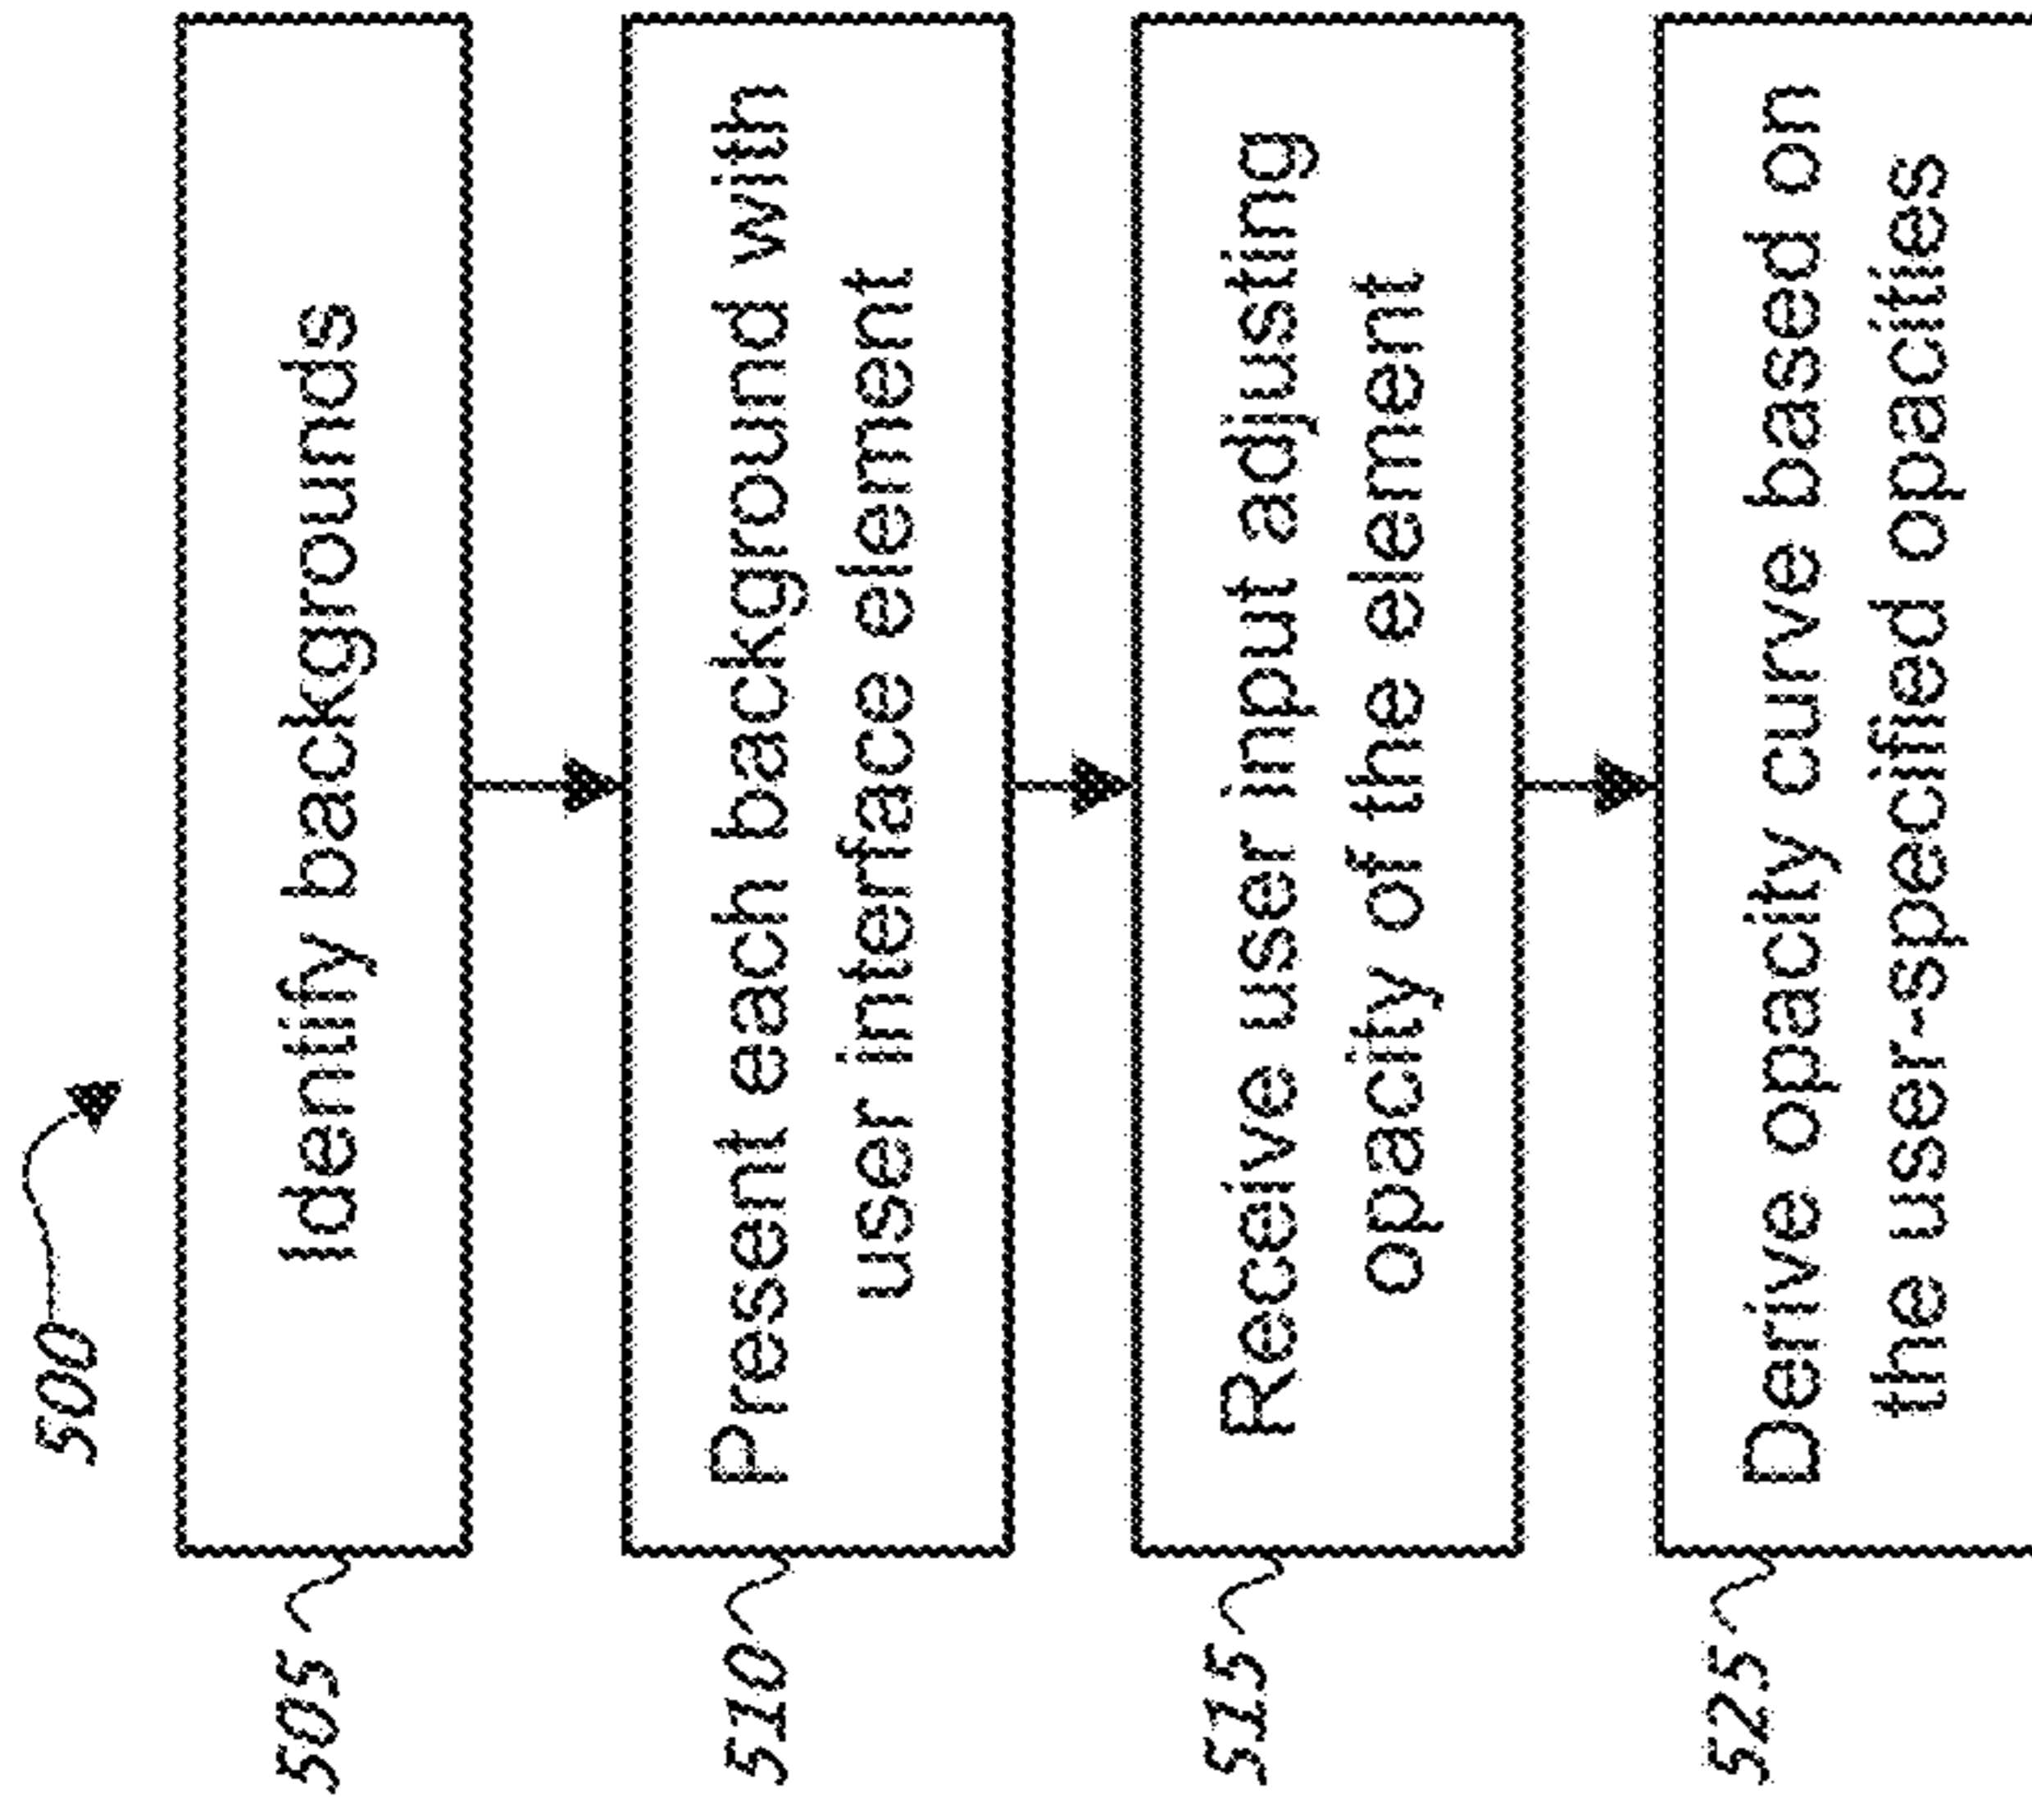 500
505
Identify backgrounds
510
Present each background with
user interface element
515
Receive user input adjusting
opacity of the element
525
Derive opacity curve based on
the user-specified opacities